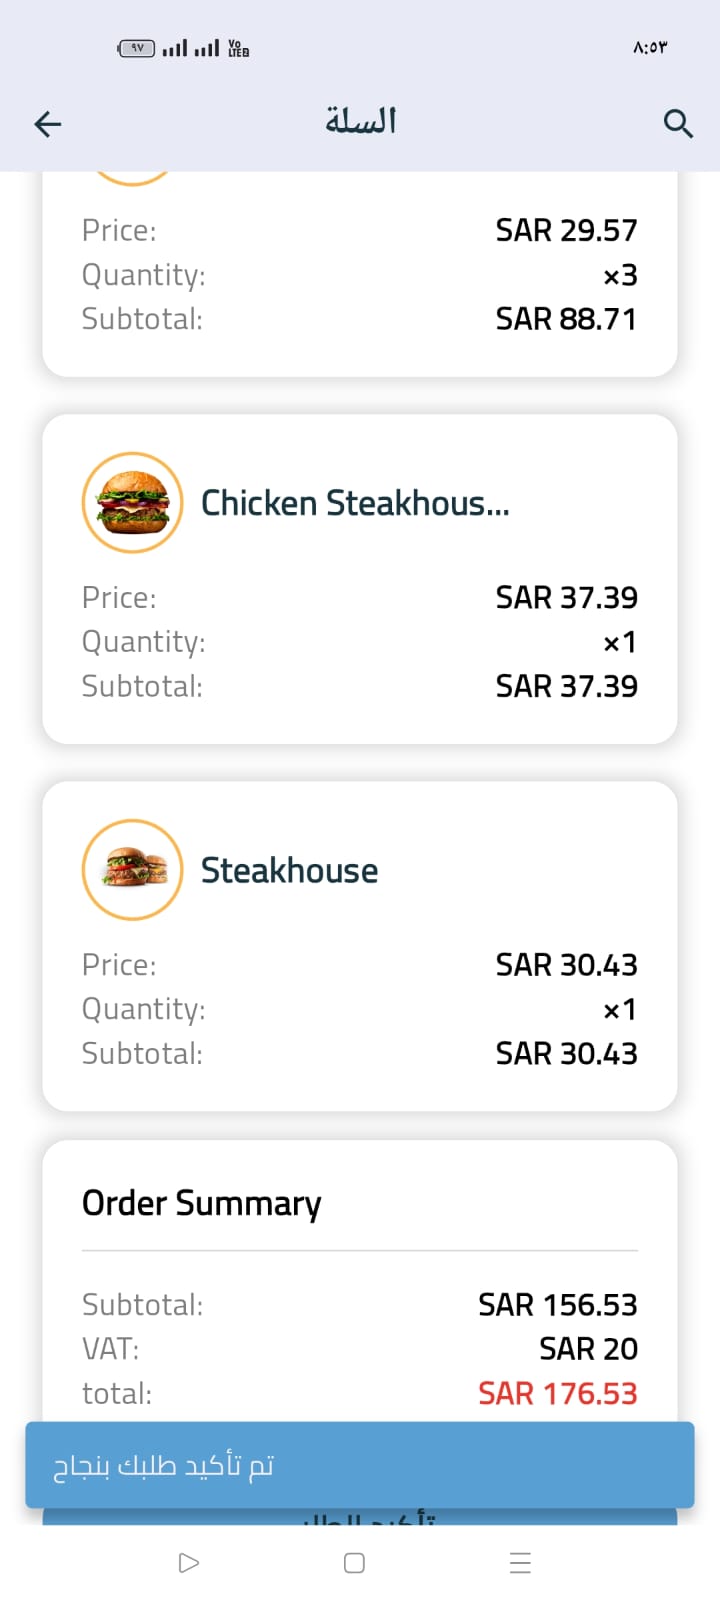 ٩٧
Vo
LTE2
٨:٥٣
السلة
Price: SAR 29.57
Quantity: ×3
Subtotal: SAR 88.71
Chicken Steakhous...
Price: SAR 37.39
Quantity: ×1
Subtotal: SAR 37.39
Steakhouse
Price: SAR 30.43
Quantity: ×1
Subtotal: SAR 30.43
Order Summary
Subtotal: SAR 156.53
VAT: SAR 20
total: SAR 176.53
تم تأكيد طلبك بنجاح